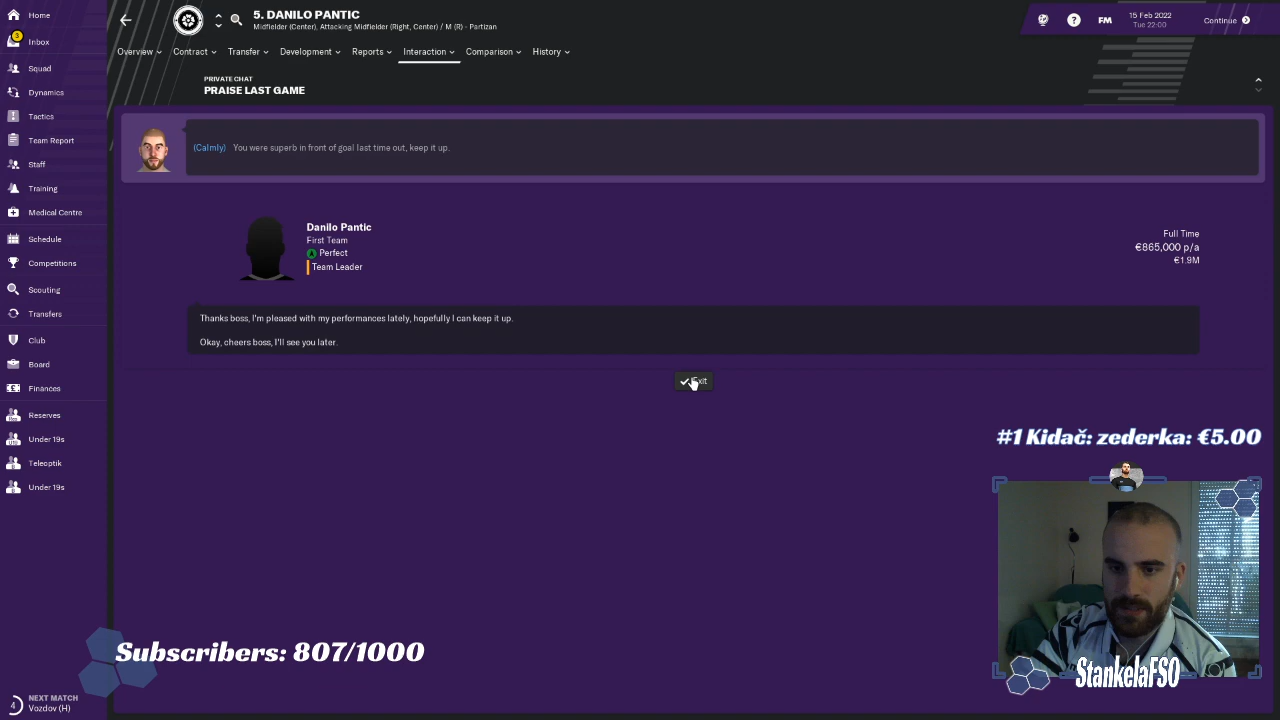 Home
5. DANILO PANTIC
Midfielder (Center), Attacking Midfielder (Right, Center) / M (R) - Partizan
FM
15 Feb 2022
Tue 22:00
Continue
3
Inbox
Squad
Dynamics
Tactics
Team Report
Staff
Training
Medical Centre
Schedule
Competitions
Scouting
Transfers
Club
Board
Finances
Reserves
Under 19s
Teleoptik
Under 19s
4
NEXT MATCH
Vozdov (H)
Overview
Contract
Transfer
Development
Reports
Interaction
Comparison
History
PRIVATE CHAT
PRAISE LAST GAME
(Calmly) You were superb in front of goal last time out, keep it up.
Danilo Pantic
First Team
Perfect
Team Leader
Full Time
€865,000 p/a
€1.9M
Thanks boss, I'm pleased with my performances lately, hopefully I can keep it up.
Okay, cheers boss, I'll see you later.
Exit
#1 Kidač: zederka: €5.00
Subscribers: 807/1000
StankelaFSO